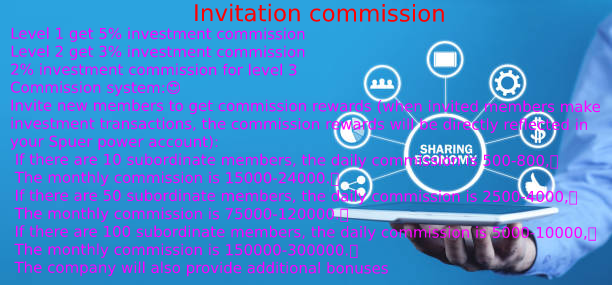 Invitation commission
Level 1 get 5% investment commission
Level 2 get 3% investment commission
2% investment commission for level 3
Commission system:😍
Invite new members to get commission rewards (when invited members make
investment transactions, the commission rewards will be directly reflected in
your Spuer power account):
If there are 10 subordinate members, the daily commission is 500-800,
The monthly commission is 15000-24000,
If there are 50 subordinate members, the daily commission is 2500-4000,
The monthly commission is 75000-120000,
If there are 100 subordinate members, the daily commission is 5000-10000,
The monthly commission is 150000-300000,
The company will also provide additional bonuses
SHARING
ECONOMY